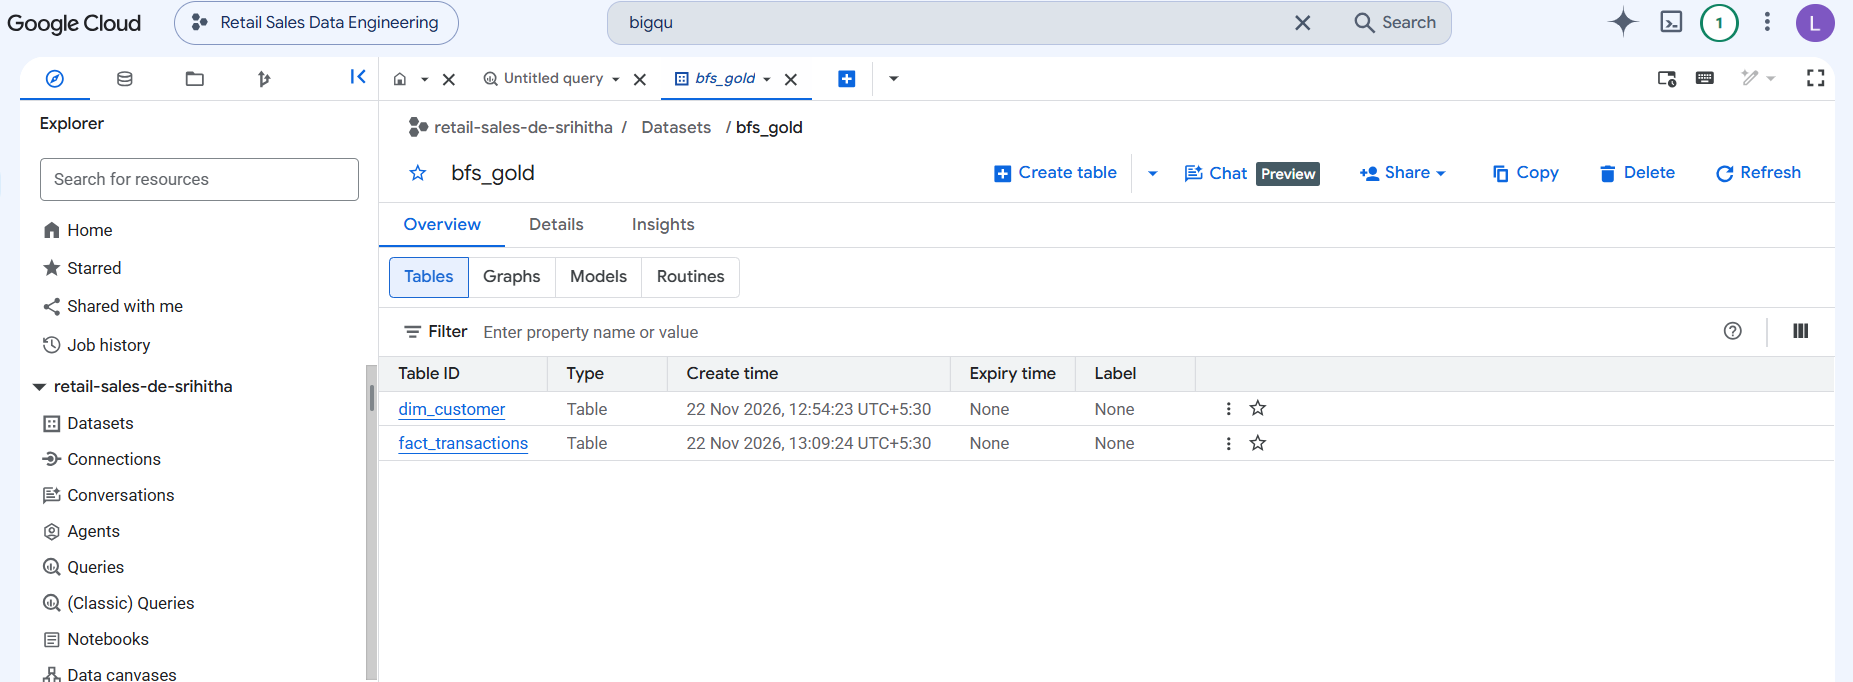 Google Cloud
Retail Sales Data Engineering
bigqu
Search
1
L
Untitled query
bfs_gold
Explorer
Search for resources
Home
Starred
Shared with me
Job history
retail-sales-de-srihitha
Datasets
Connections
Conversations
Agents
Queries
(Classic) Queries
Notebooks
Data canvases
retail-sales-de-srihitha / Datasets / bfs_gold
bfs_gold
Create table
Chat Preview
Share
Copy
Delete
Refresh
Overview Details Insights
Tables Graphs Models Routines
Filter Enter property name or value
Table ID Type Create time Expiry time Label
dim_customer Table 22 Nov 2026, 12:54:23 UTC+5:30 None None
fact_transactions Table 22 Nov 2026, 13:09:24 UTC+5:30 None None